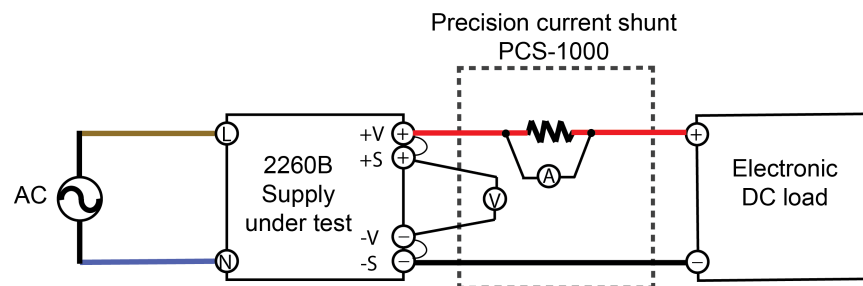 Precision current shunt
PCS-1000
AC
L
N
2260B
Supply
under test
+V
+S
-V
-S
+
+
−
−
V
A
+
−
Electronic
DC load